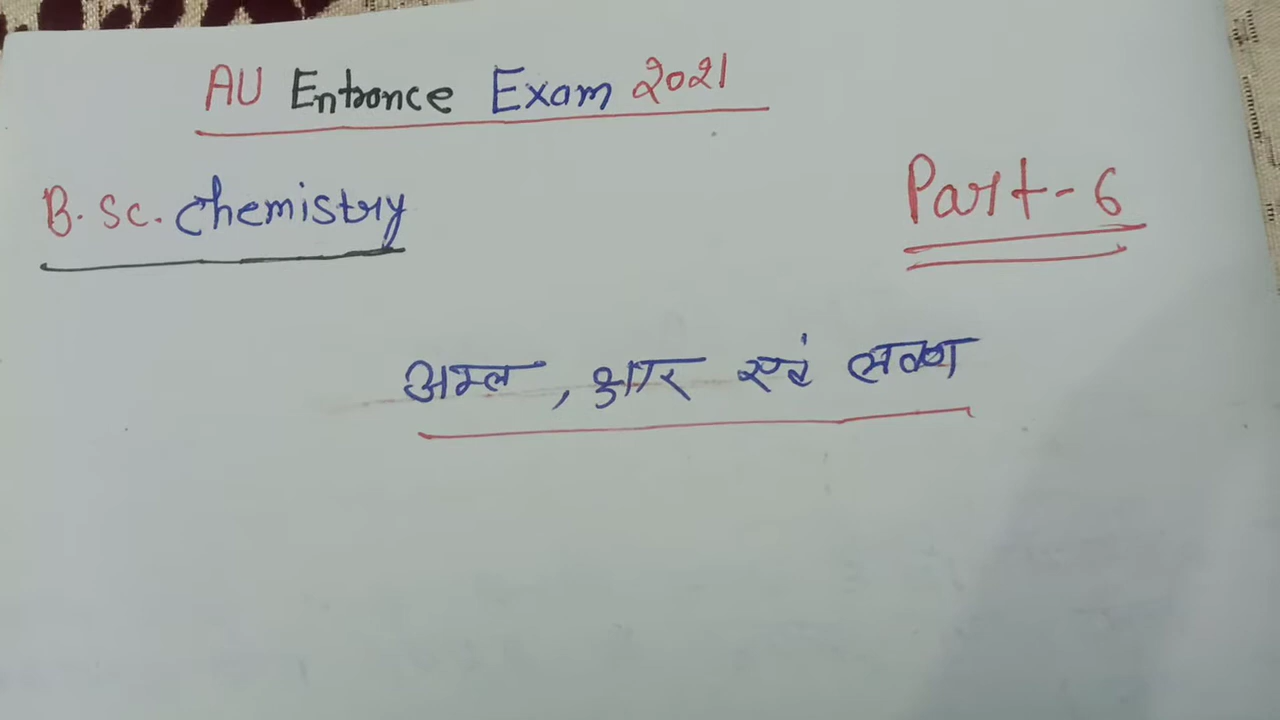 AU Entrance Exam 2021
B.Sc. Chemistry
Part-6
अम्ल, क्षार एवं लवण